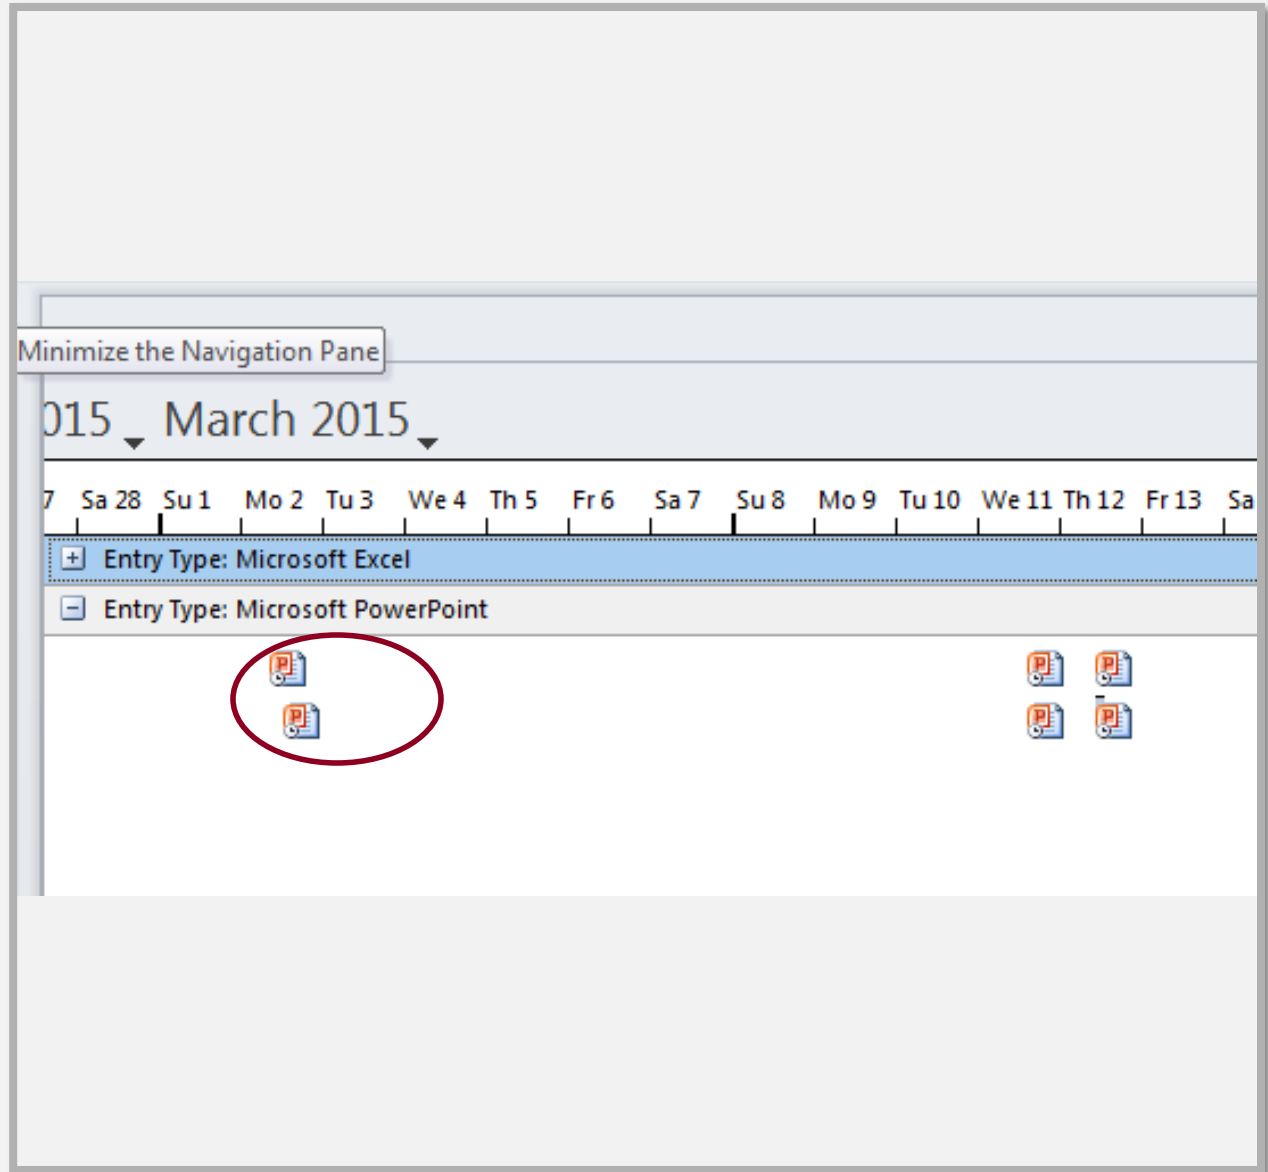 Minimize the Navigation Pane
015 March 2015
7 Sa 28 Su 1 Mo 2 Tu 3 We 4 Th 5 Fr 6 Sa 7 Su 8 Mo 9 Tu 10 We 11 Th 12 Fr 13 Sa
Entry Type: Microsoft Excel
Entry Type: Microsoft PowerPoint